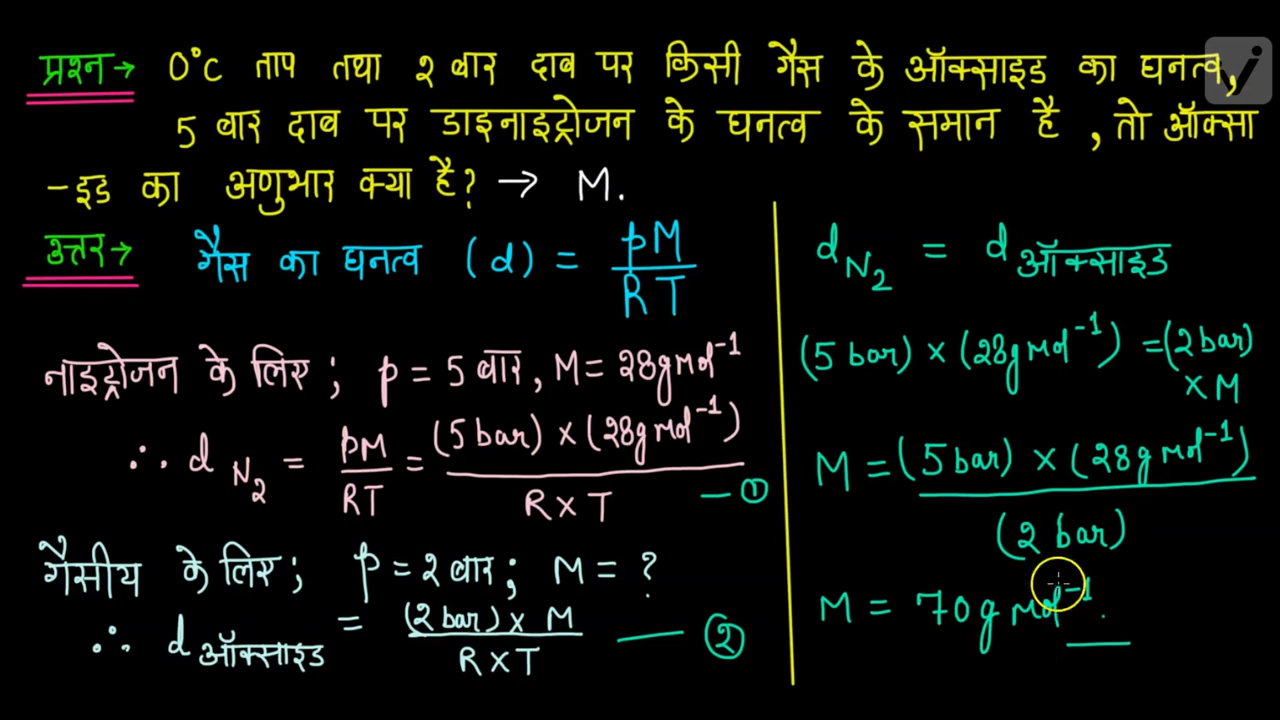 प्रश्न → 0°C ताप तथा २ बार दाब पर किसी गैस के ऑक्साइड का घनत्व,
5 बार दाब पर डाइनाइट्रोजन के घनत्व के समान है, तो ऑक्सा
-इड का अणुभार क्या है? → M.
उत्तर → गैस का घनत्व (d) = pM / RT
नाइट्रोजन के लिए; p = 5 बार, M = 28g mol⁻¹
∴ d N₂ = pM / RT = (5 bar) × (28g mol⁻¹) / R × T — ①
गैसीय के लिए; p = २ बार; M = ?
∴ d ऑक्साइड = (2 bar) × M / R × T — ②
d N₂ = d ऑक्साइड
(5 bar) × (28g mol⁻¹) = (2 bar)
× M
M = (5 bar) × (28g mol⁻¹) / (2 bar)
M = 70g mol⁻¹.